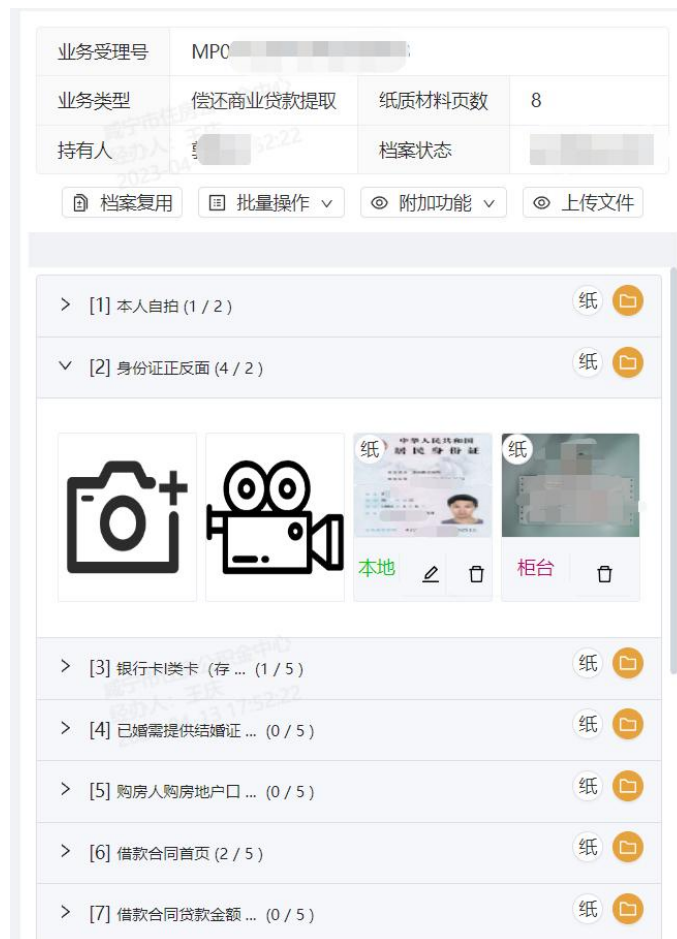 业务受理号 MP0
业务类型 偿还商业贷款提取 纸质材料页数 8
持有人 档案状态
档案复用 批量操作 附加功能 上传文件
[1] 本人自拍 (1 / 2 ) 纸
[2] 身份证正反面 (4 / 2 ) 纸
纸 中华人民共和国 纸
居民身份证
本地 柜台
[3] 银行卡I类卡 (存 ... (1 / 5 ) 纸
[4] 已婚需提供结婚证 ... (0 / 5 ) 纸
[5] 购房人购房地户口 ... (0 / 5 ) 纸
[6] 借款合同首页 (2 / 5 ) 纸
[7] 借款合同贷款金额 ... (0 / 5 ) 纸